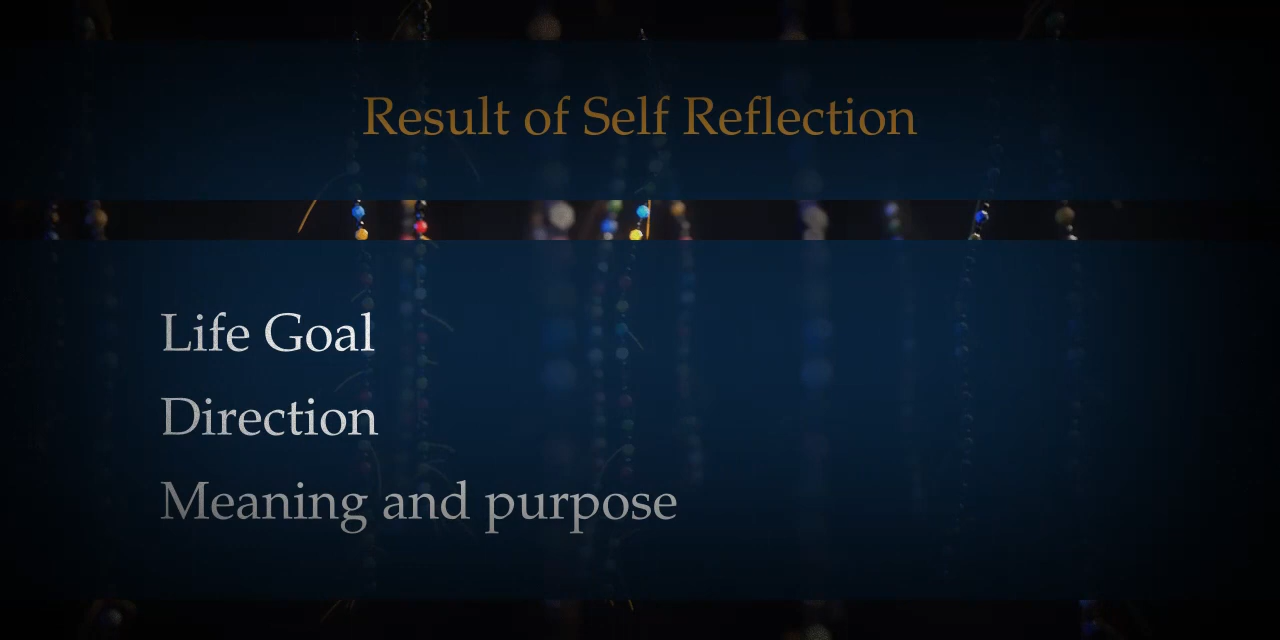 Result of Self Reflection
Life Goal
Direction
Meaning and purpose